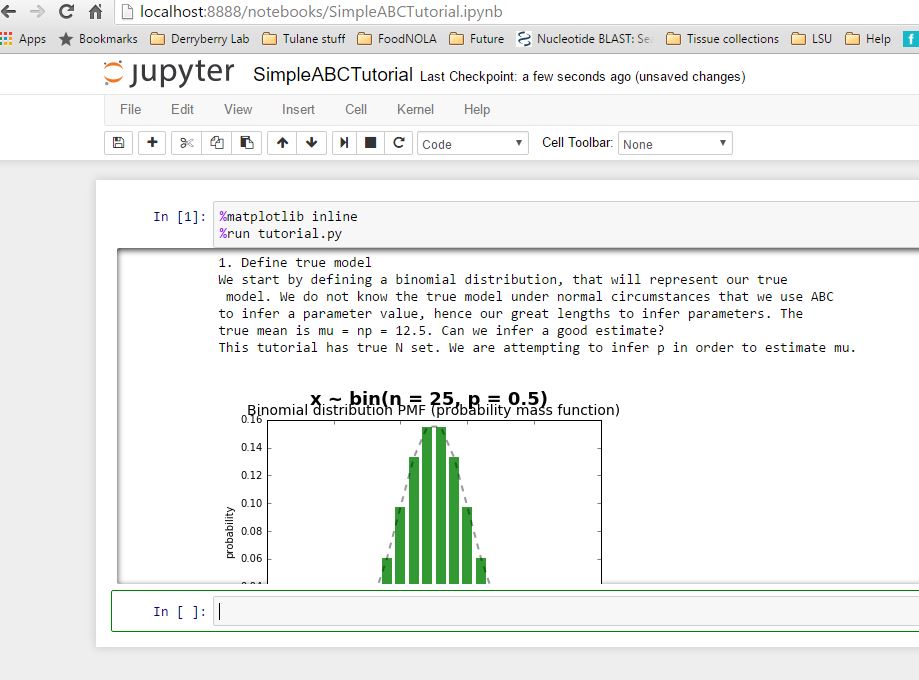 localhost:8888/notebooks/SimpleABCTutorial.ipynb
Apps Bookmarks Derryberry Lab Tulane stuff FoodNOLA Future Nucleotide BLAST: Se Tissue collections LSU Help f
jupyter SimpleABCTutorial Last Checkpoint: a few seconds ago (unsaved changes)
File Edit View Insert Cell Kernel Help
Code Cell Toolbar: None
In [1]: %matplotlib inline
%run tutorial.py
1. Define true model
We start by defining a binomial distribution, that will represent our true
model. We do not know the true model under normal circumstances that we use ABC
to infer a parameter value, hence our great lengths to infer parameters. The
true mean is mu = np = 12.5. Can we infer a good estimate?
This tutorial has true N set. We are attempting to infer p in order to estimate mu.
x ~ bin(n = 25, p = 0.5)
Binomial distribution PMF (probability mass function)
0.16
0.14
0.12
0.10
0.08
0.06
probability
In [ ]: